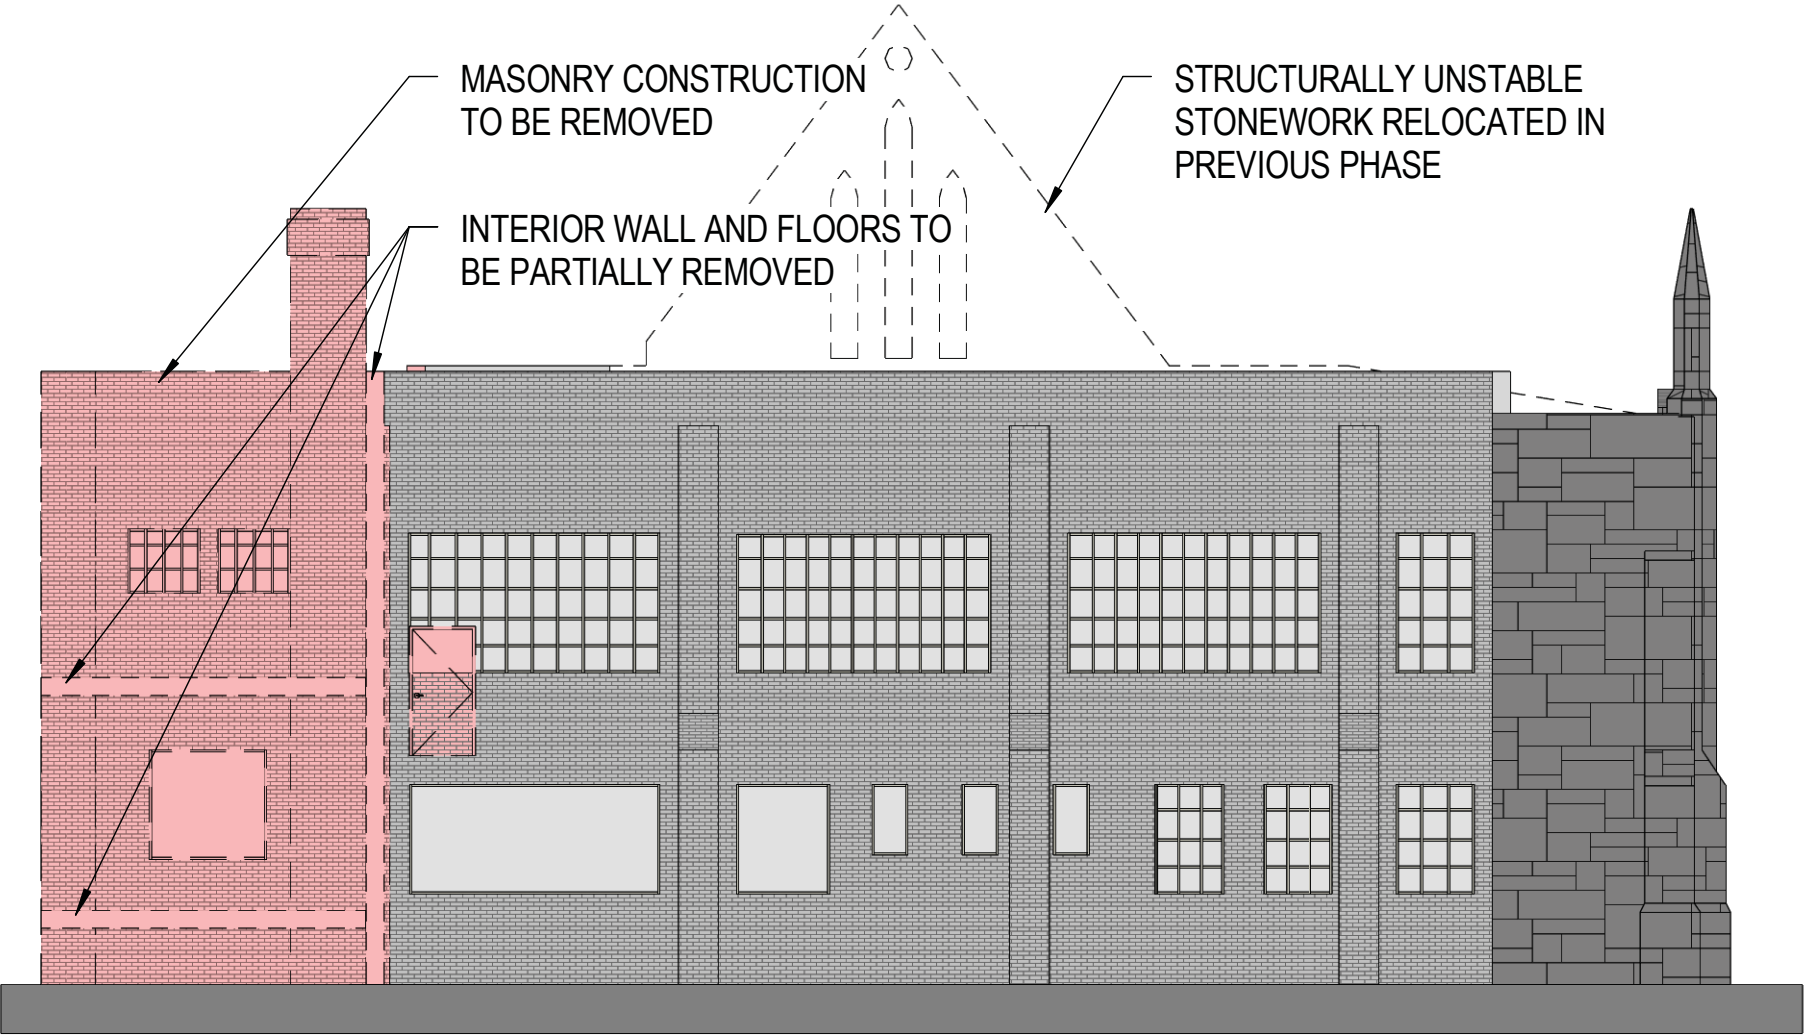 MASONRY CONSTRUCTION
TO BE REMOVED
STRUCTURALLY UNSTABLE
STONEWORK RELOCATED IN
PREVIOUS PHASE
INTERIOR WALL AND FLOORS TO
BE PARTIALLY REMOVED